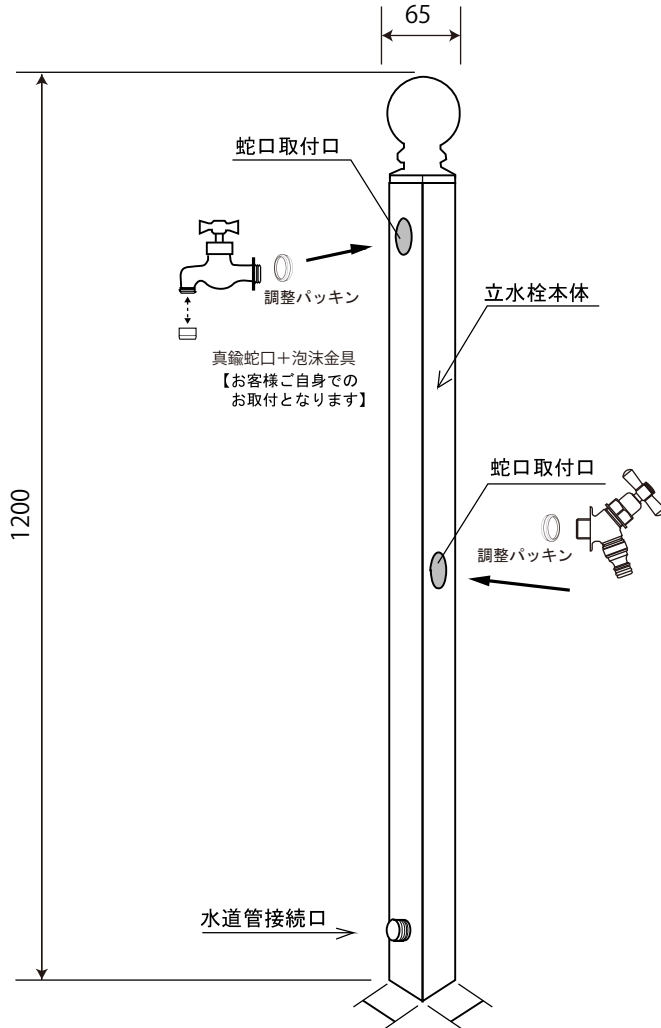 65
蛇口取付口
調整パッキン
立水栓本体
真鍮蛇口＋泡沫金具
【お客様ご自身での
お取付となります】
蛇口取付口
1200
調整パッキン
水道管接続口